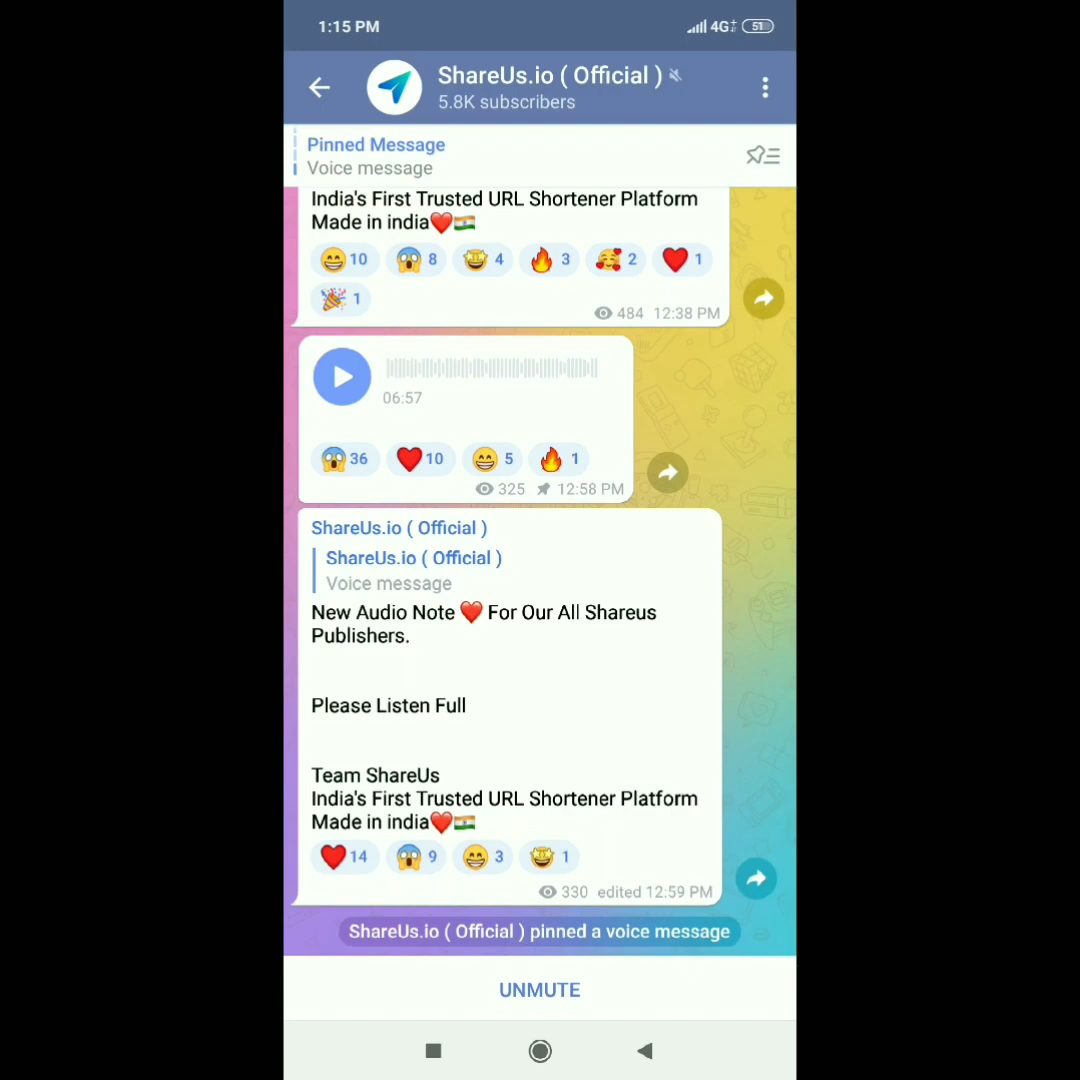 1:15 PM 4G+ 51
ShareUs.io ( Official )
5.8K subscribers
Pinned Message
Voice message
India's First Trusted URL Shortener Platform
Made in india❤️🇮🇳
😁 10 😱 8 🤩 4 🔥 3 🥰 2 ❤️ 1
🎉 1
484 12:38 PM
06:57
😱 36 ❤️ 10 😁 5 🔥 1
325 12:58 PM
ShareUs.io ( Official )
ShareUs.io ( Official )
Voice message
New Audio Note ❤️ For Our All Shareus
Publishers.
Please Listen Full
Team ShareUs
India's First Trusted URL Shortener Platform
Made in india❤️🇮🇳
❤️ 14 😱 9 😁 3 🤩 1
330 edited 12:59 PM
ShareUs.io ( Official ) pinned a voice message
UNMUTE